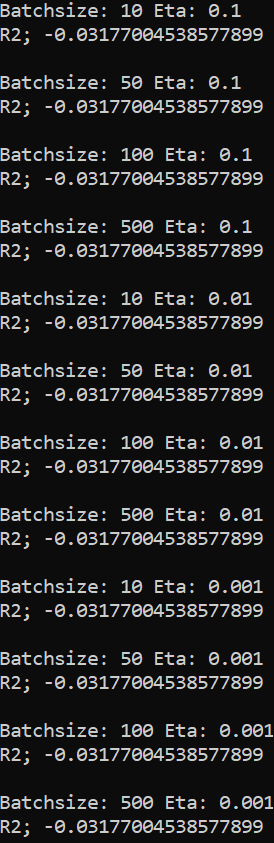 Batchsize: 10 Eta: 0.1
R2; -0.03177004538577899
Batchsize: 50 Eta: 0.1
R2; -0.03177004538577899
Batchsize: 100 Eta: 0.1
R2; -0.03177004538577899
Batchsize: 500 Eta: 0.1
R2; -0.03177004538577899
Batchsize: 10 Eta: 0.01
R2; -0.03177004538577899
Batchsize: 50 Eta: 0.01
R2; -0.03177004538577899
Batchsize: 100 Eta: 0.01
R2; -0.03177004538577899
Batchsize: 500 Eta: 0.01
R2; -0.03177004538577899
Batchsize: 10 Eta: 0.001
R2; -0.03177004538577899
Batchsize: 50 Eta: 0.001
R2; -0.03177004538577899
Batchsize: 100 Eta: 0.001
R2; -0.03177004538577899
Batchsize: 500 Eta: 0.001
R2; -0.03177004538577899